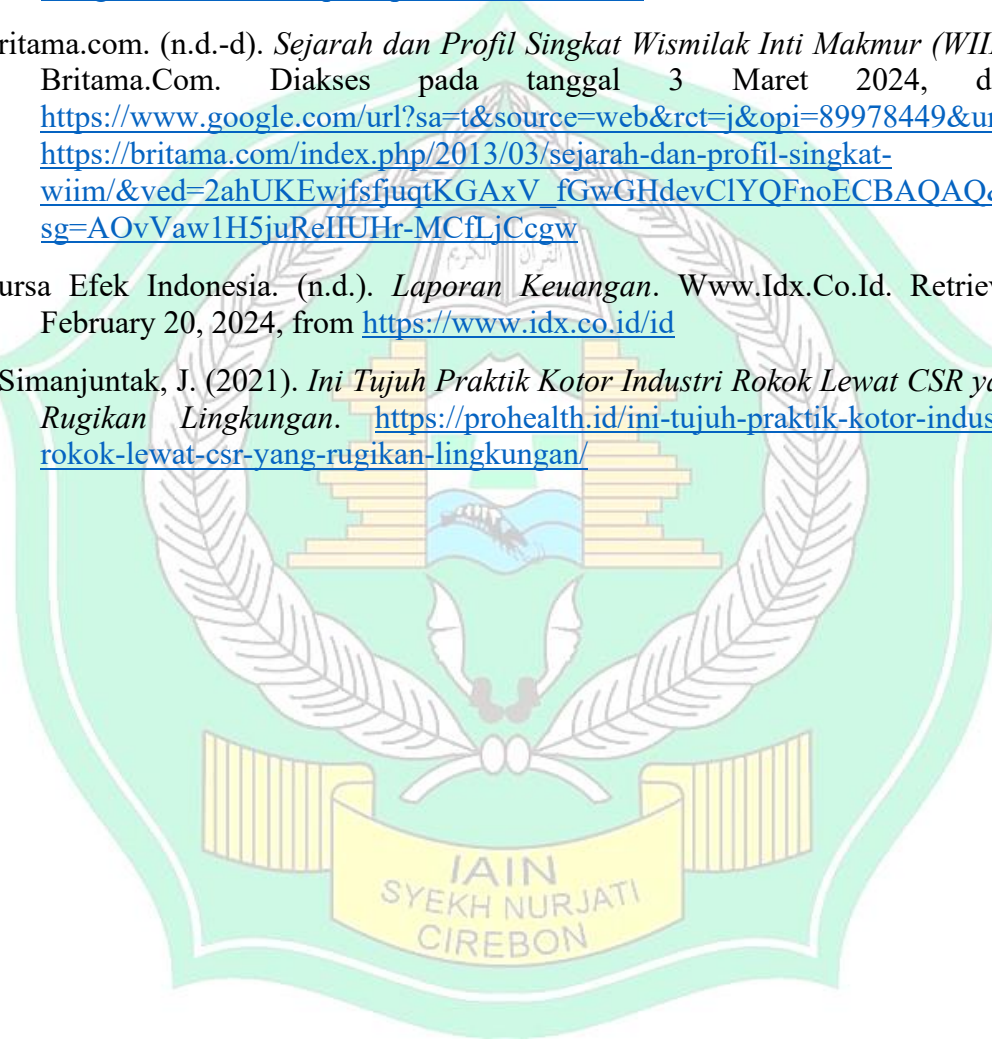 ritama.com. (n.d.-d). Sejarah dan Profil Singkat Wismilak Inti Makmur (WII
Britama.Com. Diakses pada tanggal 3 Maret 2024, d
https://www.google.com/url?sa=t&source=web&rct=j&opi=89978449&u
https://britama.com/index.php/2013/03/sejarah-dan-profil-singkat-
wiim/&ved=2ahUKEwjfsfjuqtKGAxV_fGwGHdevClYQFnoECBAQAQ&
sg=AOvVaw1H5juReIIUHr-MCfLjCcgw
القرآن الكريم
ursa Efek Indonesia. (n.d.). Laporan Keuangan. Www.Idx.Co.Id. Retriev
February 20, 2024, from https://www.idx.co.id/id
Simanjuntak, J. (2021). Ini Tujuh Praktik Kotor Industri Rokok Lewat CSR ya
Rugikan Lingkungan. https://prohealth.id/ini-tujuh-praktik-kotor-indus
rokok-lewat-csr-yang-rugikan-lingkungan/
IAIN
SYEKH NURJATI
CIREBON